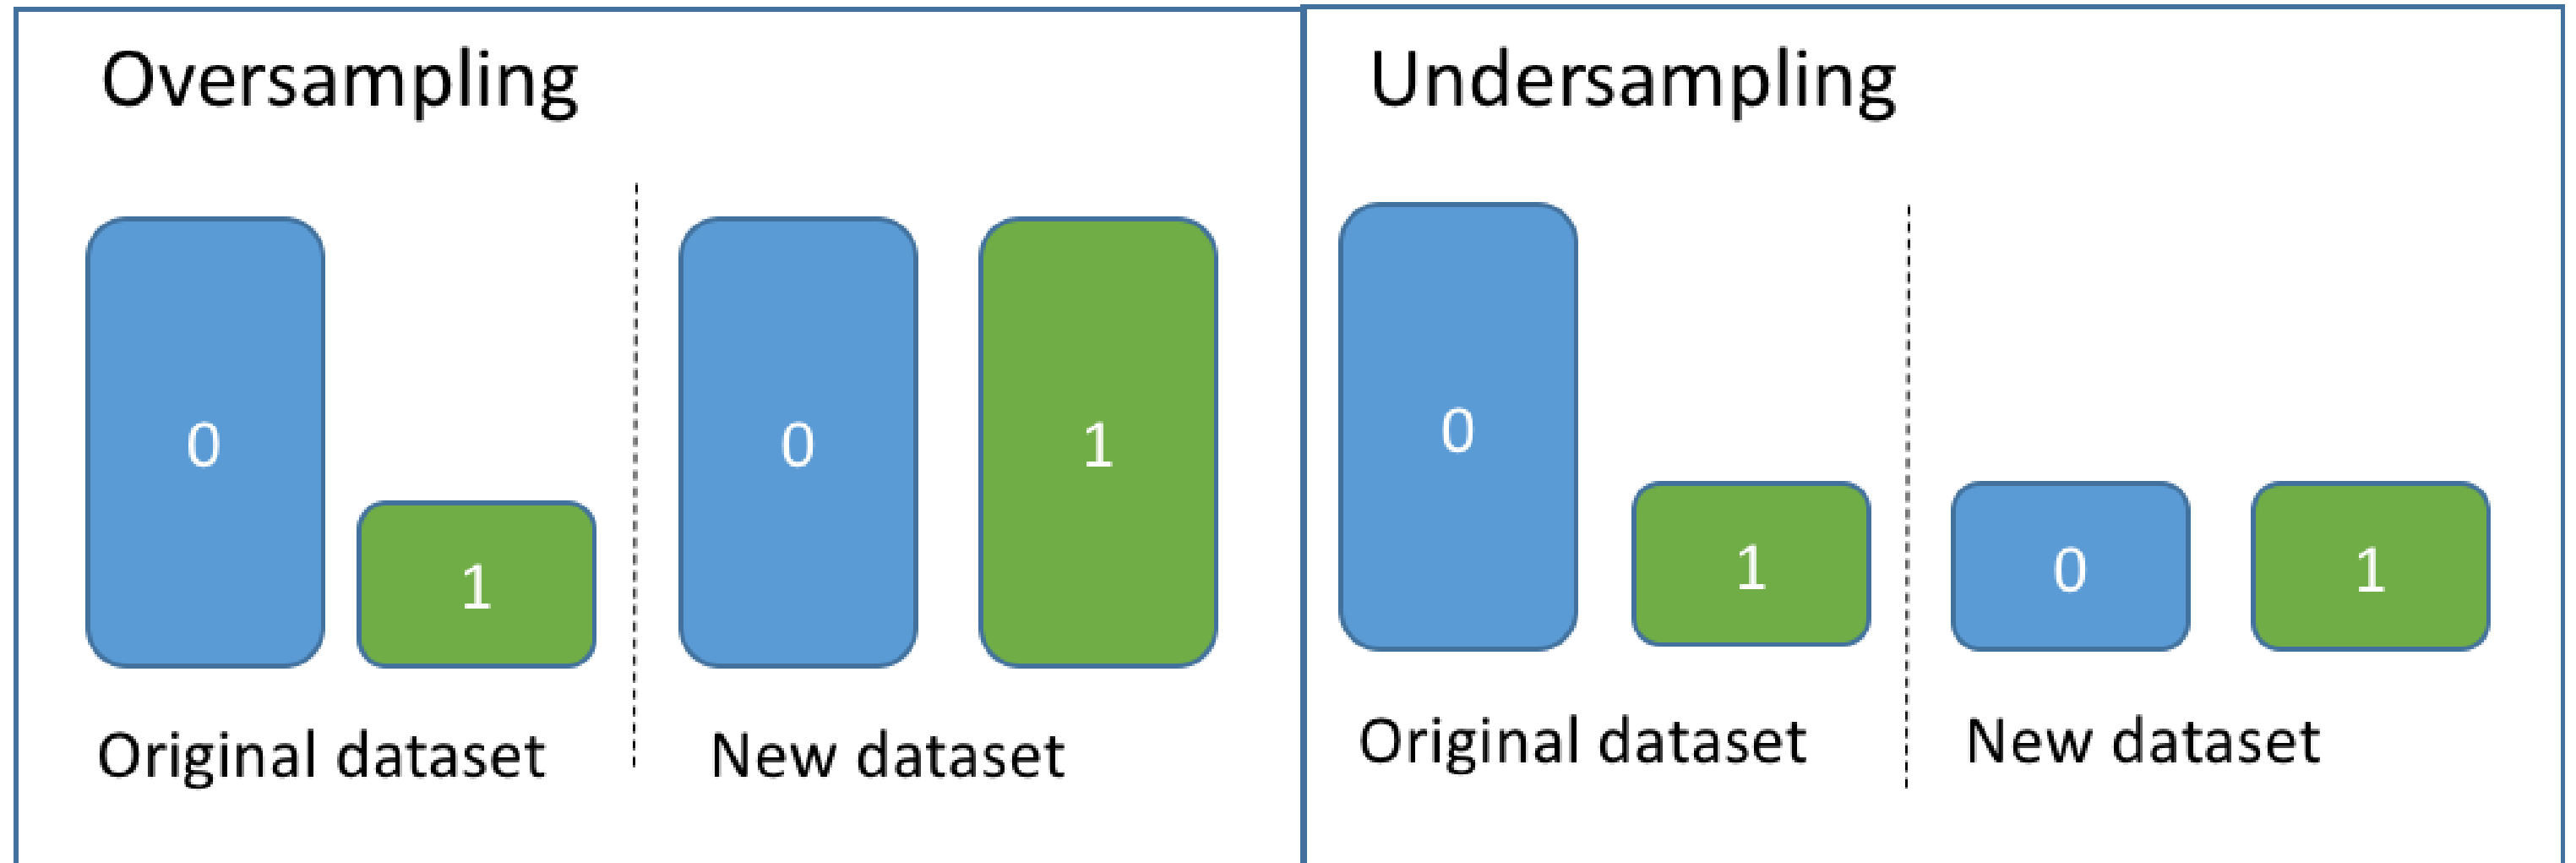 Oversampling
0
1
0
1
Original dataset
New dataset
Undersampling
0
1
0
1
Original dataset
New dataset